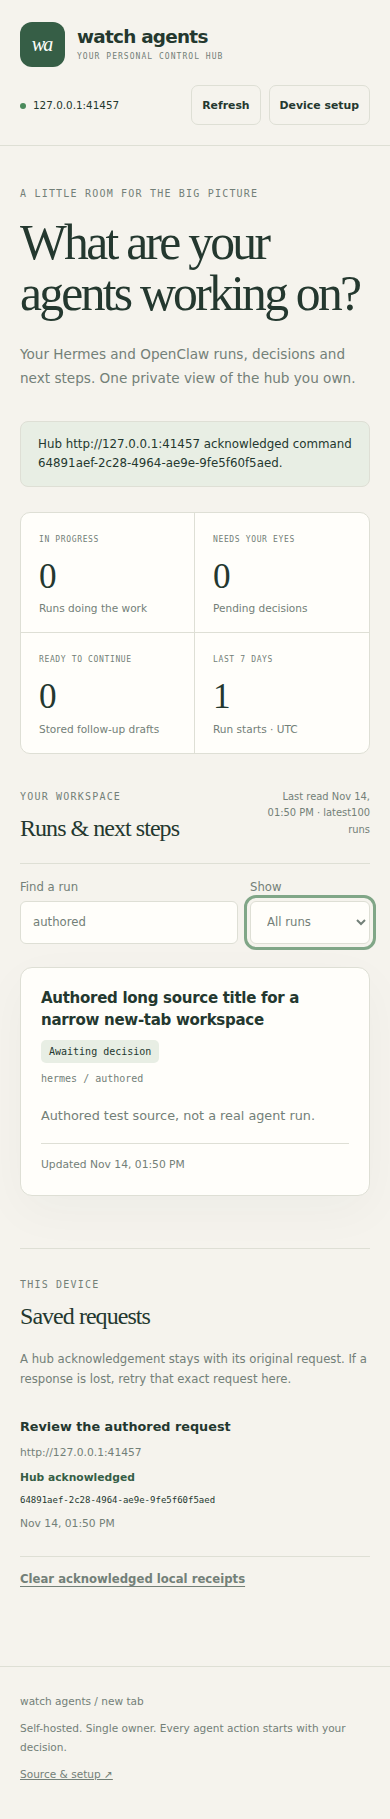 wa
watch agents
YOUR PERSONAL CONTROL HUB
127.0.0.1:41457
Refresh
Device setup
A LITTLE ROOM FOR THE BIG PICTURE
What are your
agents working on?
Your Hermes and OpenClaw runs, decisions and
next steps. One private view of the hub you own.
Hub http://127.0.0.1:41457 acknowledged command
64891aef-2c28-4964-ae9e-9fe5f60f5aed.
IN PROGRESS
0
Runs doing the work
NEEDS YOUR EYES
0
Pending decisions
READY TO CONTINUE
0
Stored follow-up drafts
LAST 7 DAYS
1
Run starts · UTC
YOUR WORKSPACE
Runs & next steps
Last read Nov 14,
01:50 PM · latest100
runs
Find a run
authored
Show
All runs
Authored long source title for a
narrow new-tab workspace
Awaiting decision
hermes / authored
Authored test source, not a real agent run.
Updated Nov 14, 01:50 PM
THIS DEVICE
Saved requests
A hub acknowledgement stays with its original request. If a
response is lost, retry that exact request here.
Review the authored request
http://127.0.0.1:41457
Hub acknowledged
64891aef-2c28-4964-ae9e-9fe5f60f5aed
Nov 14, 01:50 PM
Clear acknowledged local receipts
watch agents / new tab
Self-hosted. Single owner. Every agent action starts with your
decision.
Source & setup ↗